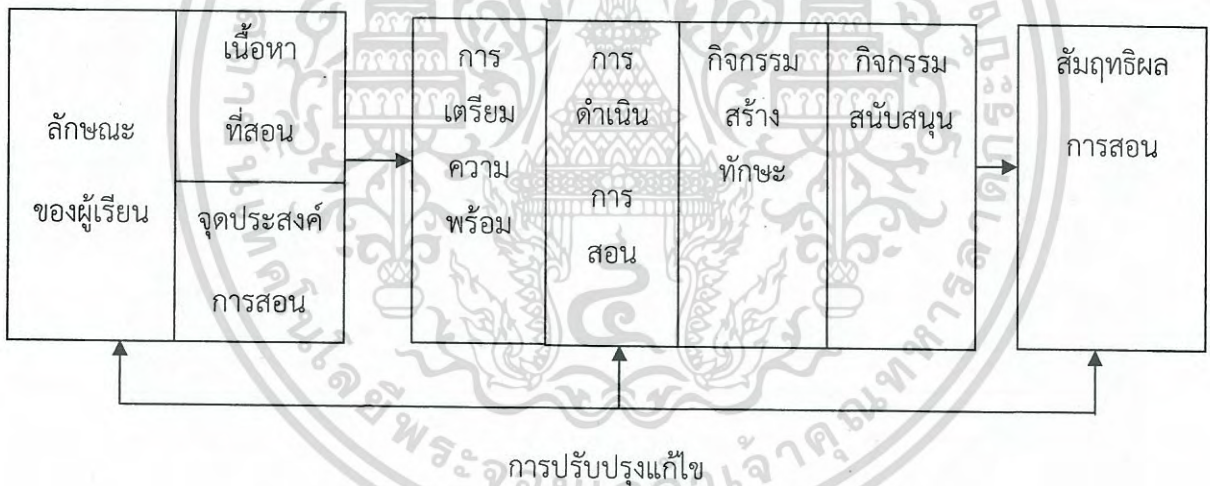 ลักษณะ
ของผู้เรียน
เนื้อหา
ที่สอน
จุดประสงค์
การสอน
การ
เตรียม
ความ
พร้อม
การ
ดำเนิน
การ
สอน
กิจกรรม
สร้าง
ทักษะ
กิจกรรม
สนับสนุน
สัมฤทธิผล
การสอน
การปรับปรุงแก้ไข